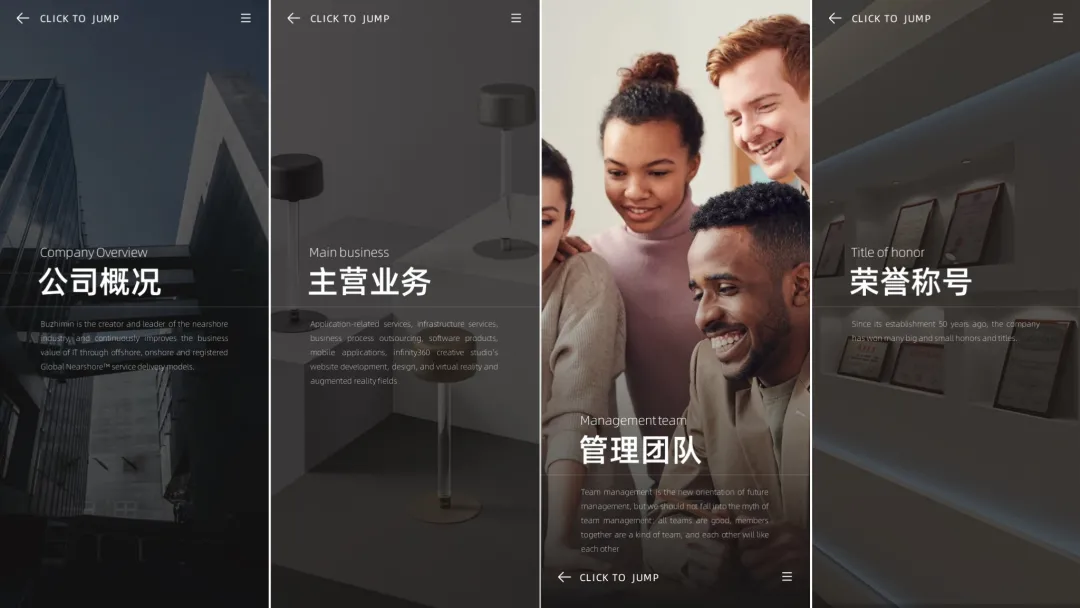 CLICK TO JUMP
Company Overview
公司概况
Buzhimin is the creator and leader of the nearshore
industry, and continuously improves the business
value of IT through offshore, onshore and registered
Global Nearshore™ service delivery models.
CLICK TO JUMP
Main business
主营业务
Application-related services, infrastructure services,
business process outsourcing, software products,
mobile applications, infinity360 creative studio's
website development, design, and virtual reality and
augmented reality fields
Management team
管理团队
Team management is the new orientation of future
management, but we should not fall into the myth of
team management, all teams are good, members
together are a kind of team, and each other will like
each other
CLICK TO JUMP
CLICK TO JUMP
Title of honor
荣誉称号
Since its establishment 50 years ago, the company
has won many big and small honors and titles.